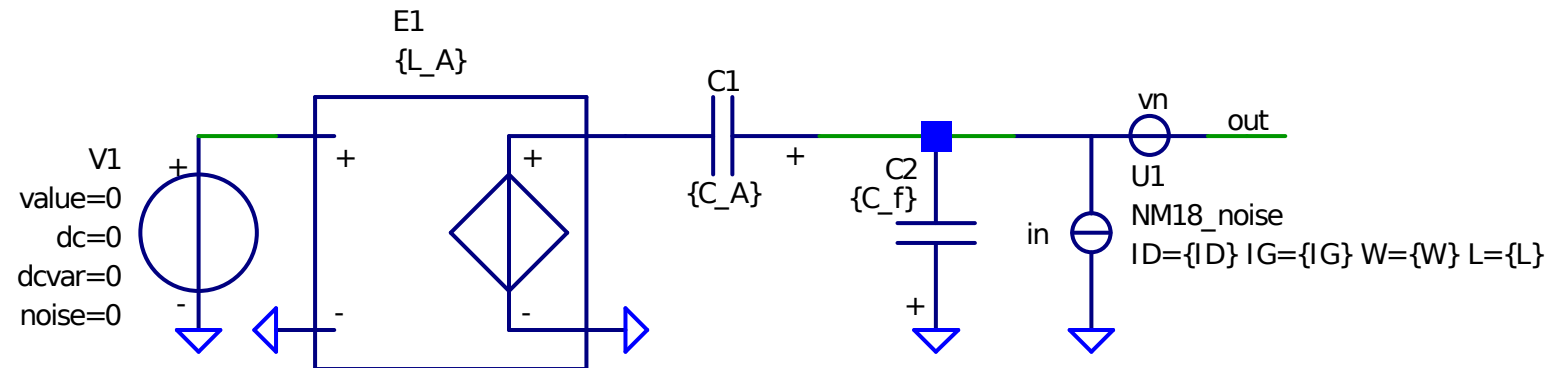 E1
{L_A}
C1
vn
out
V1
+
+
+
+
value=0
C2
U1
{C_A}
{C_f}
NM18_noise
dc=0
in
ID={ID} IG={IG} W={W} L={L}
dcvar=0
-
-
-
+
noise=0